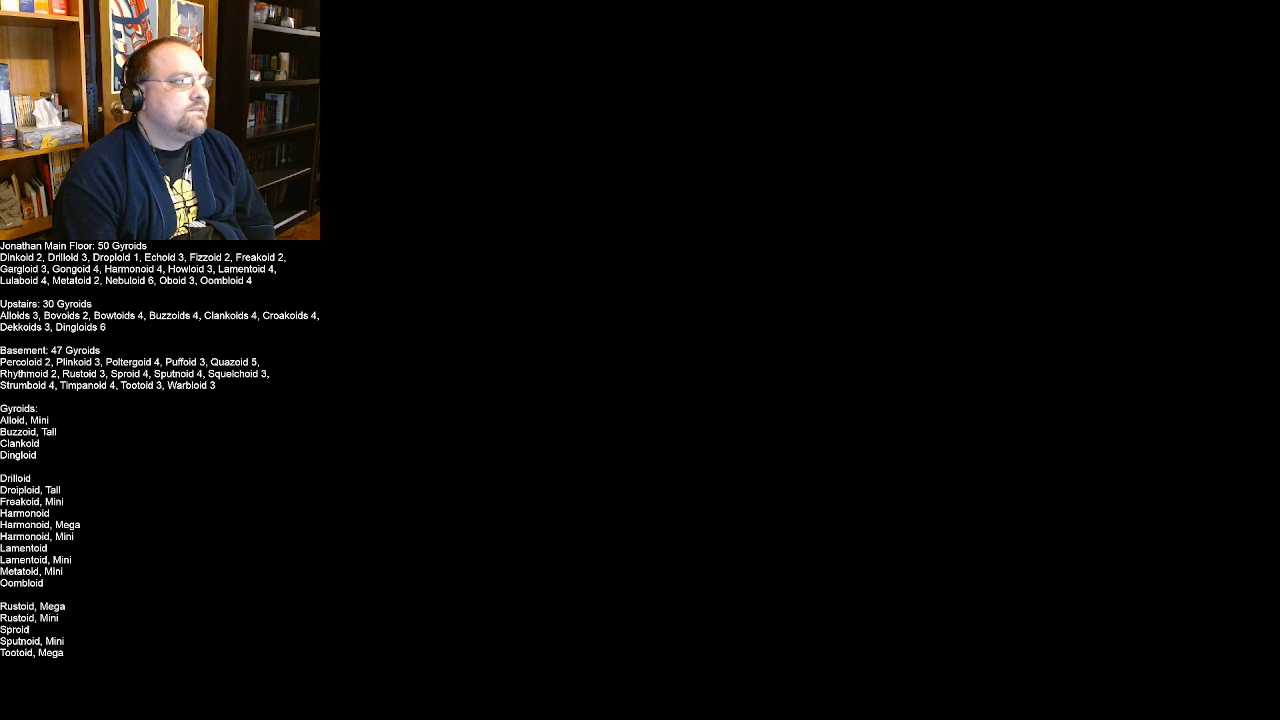 Jonathan Main Floor: 50 Gyroids
Dinkoid 2, Drilloid 3, Droploid 1, Echoid 3, Fizzoid 2, Freakoid 2,
Gargloid 3, Gongoid 4, Harmonoid 4, Howloid 3, Lamentoid 4,
Lulaboid 4, Metatoid 2, Nebuloid 6, Oboid 3, Oombloid 4
Upstairs: 30 Gyroids
Alloids 3, Bovoids 2, Bowtoids 4, Buzzoids 4, Clankoids 4, Croakoids 4,
Dekkoids 3, Dingloids 6
Basement: 47 Gyroids
Percoloid 2, Plinkoid 3, Poltergoid 4, Puffoid 3, Quazoid 5,
Rhythmoid 2, Rustoid 3, Sproid 4, Sputnoid 4, Squelchoid 3,
Strumboid 4, Timpanoid 4, Tootoid 3, Warbloid 3
Gyroids:
Alloid, Mini
Buzzoid, Tall
Clankoid
Dingloid
Drilloid
Droiploid, Tall
Freakoid, Mini
Harmonoid
Harmonoid, Mega
Harmonoid, Mini
Lamentoid
Lamentoid, Mini
Metatoid, Mini
Oombloid
Rustoid, Mega
Rustoid, Mini
Sproid
Sputnoid, Mini
Tootoid, Mega